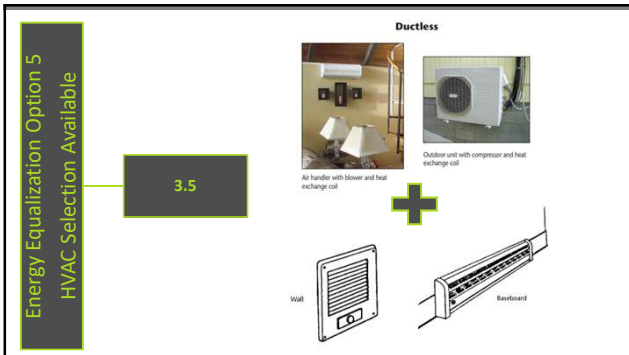 Energy Equalization Option 5
HVAC Selection Available
3.5
Ductless
Air handler with blower and heat
exchange coil
Outdoor unit with compressor and heat
exchange coil
Wall
Baseboard